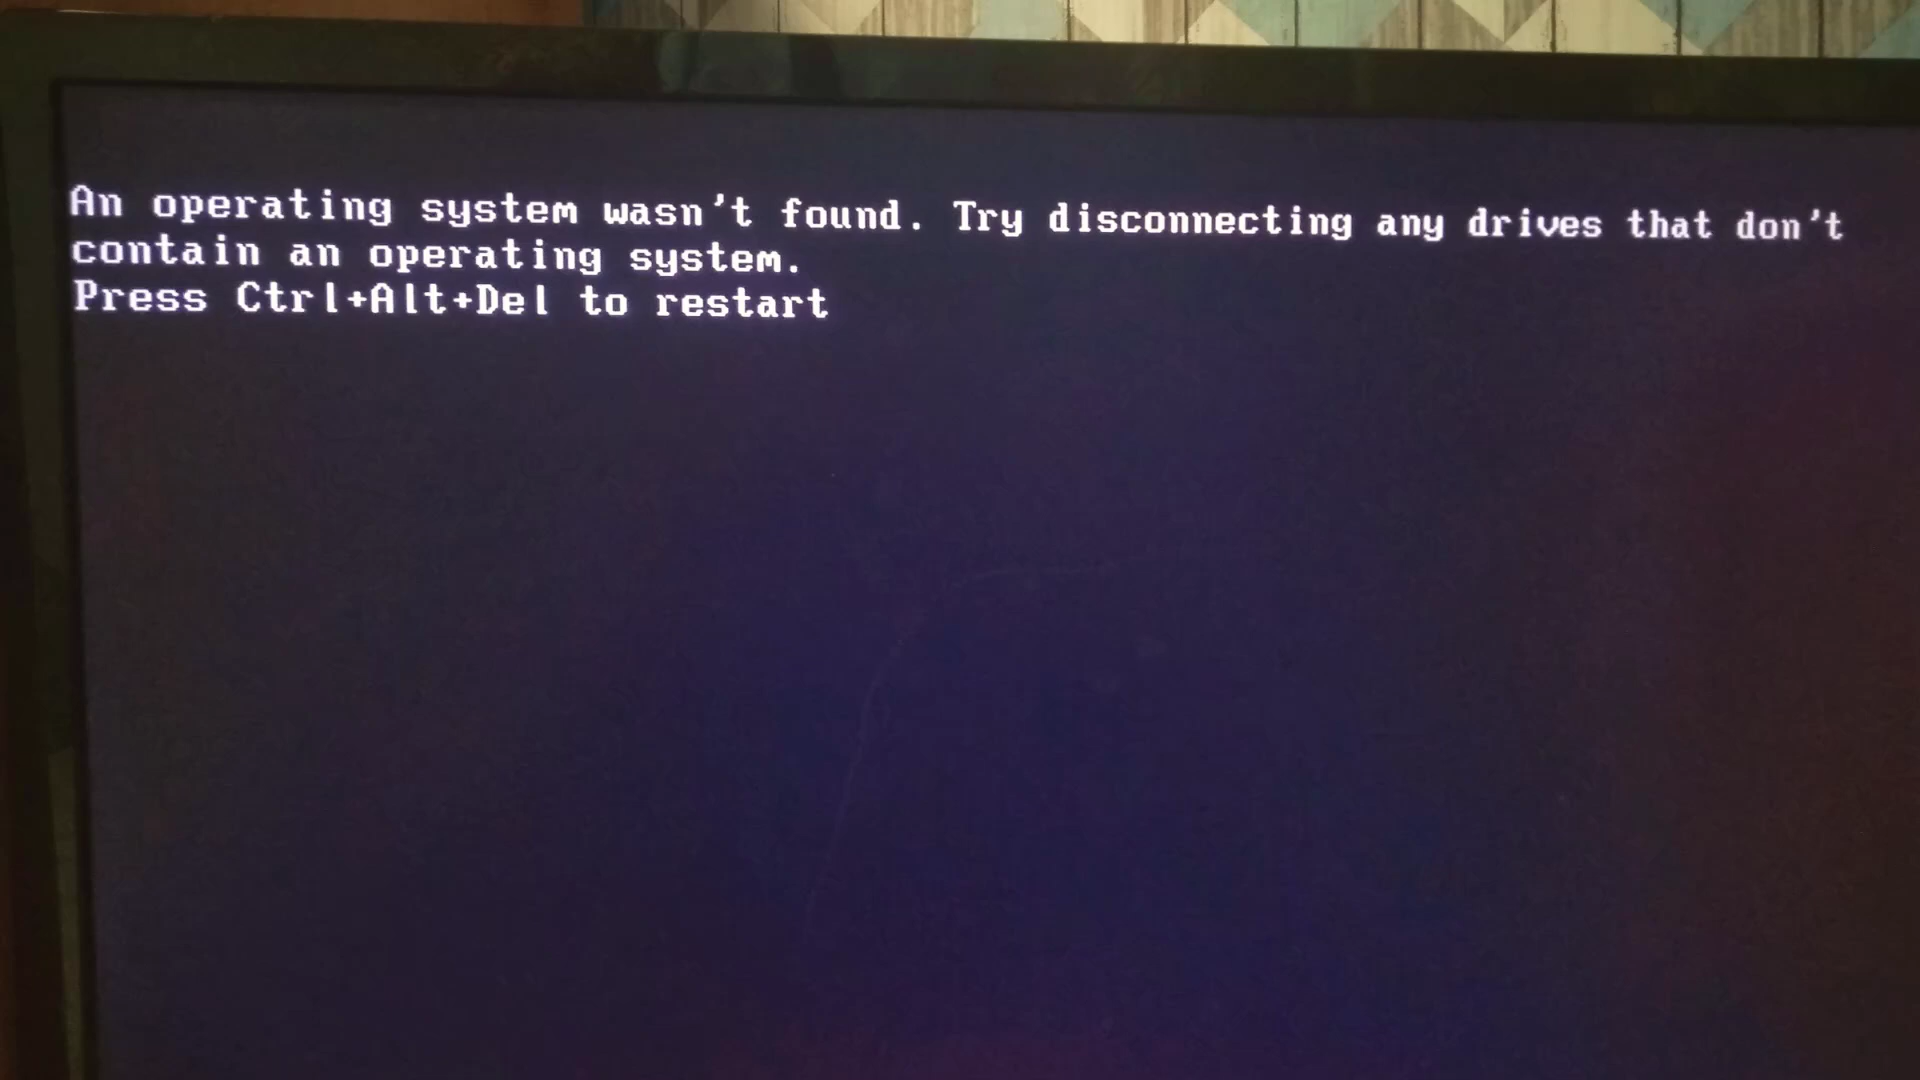 An operating system wasn't found. Try disconnecting any drives that don't
contain an operating system.
Press Ctrl+Alt+Del to restart